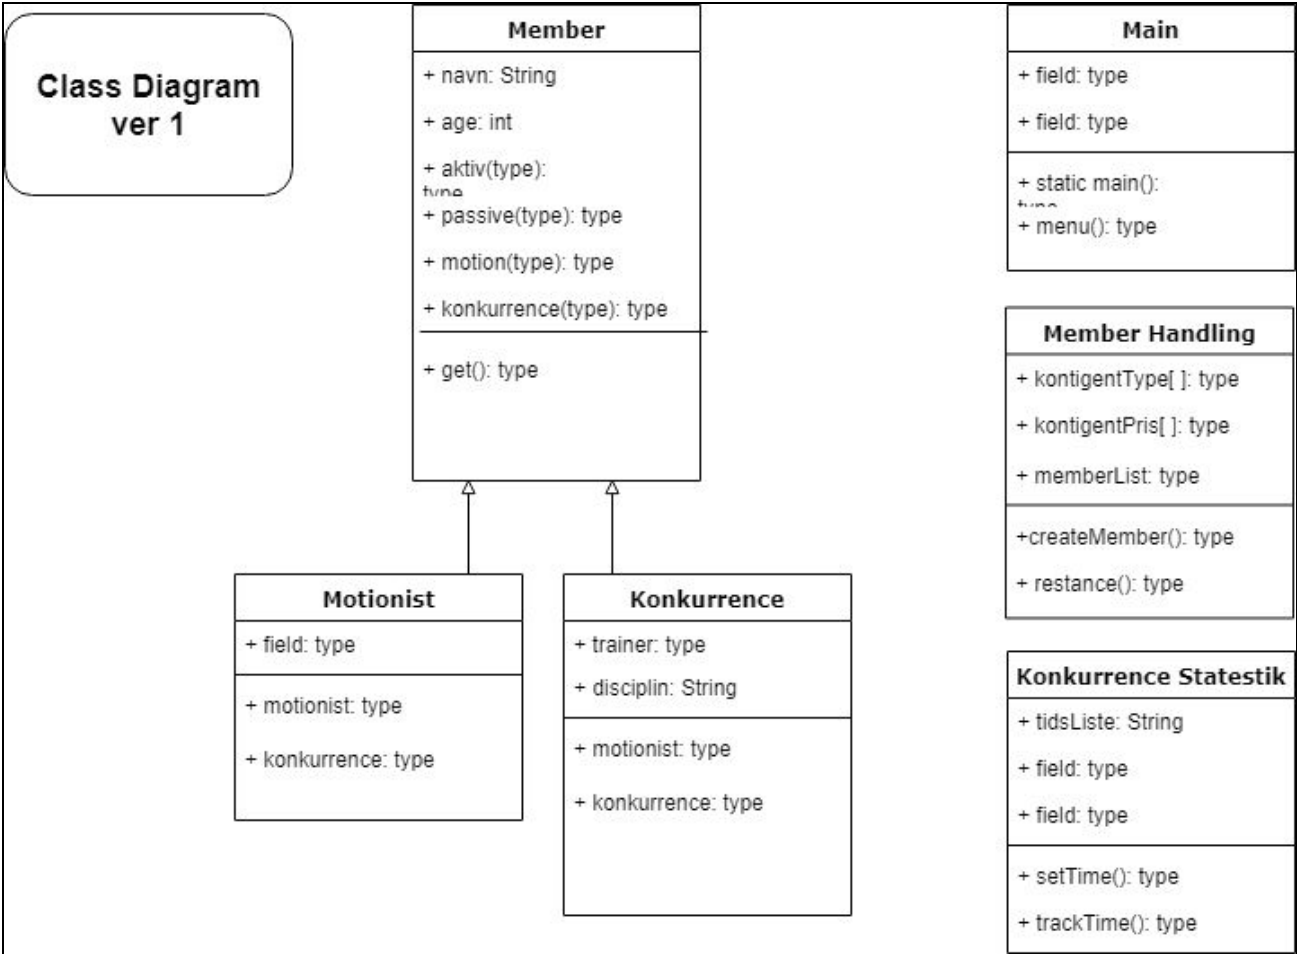 Class Diagram
ver 1
Member
+ navn: String
+ age: int
+ aktiv(type):
type
+ passive(type): type
+ motion(type): type
+ konkurrence(type): type
+ get(): type
Motionist
+ field: type
+ motionist: type
+ konkurrence: type
Konkurrence
+ trainer: type
+ disciplin: String
+ motionist: type
+ konkurrence: type
Main
+ field: type
+ field: type
+ static main():
type
+ menu(): type
Member Handling
+ kontigentType[ ]: type
+ kontigentPris[ ]: type
+ memberList: type
+createMember(): type
+ restance(): type
Konkurrence Statestik
+ tidsListe: String
+ field: type
+ field: type
+ setTime(): type
+ trackTime(): type